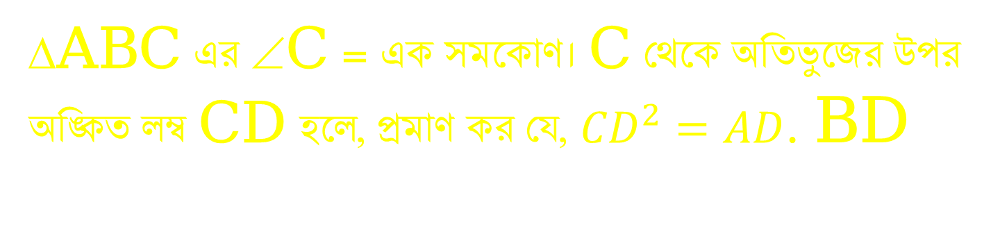 ΔABC এর ∠C = এক সমকোণ। C থেকে অতিভুজের উপর
অঙ্কিত লম্ব CD হলে, প্রমাণ কর যে, CD² = AD. BD